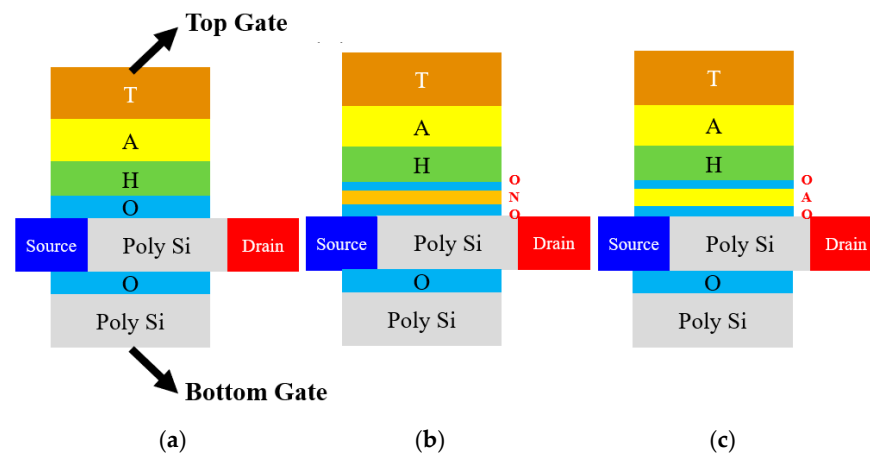 Top Gate
T
A
H
O
Source
Poly Si
Drain
O
Poly Si
Bottom Gate
(a)
T
A
H
O
N
O
Source
Poly Si
Drain
O
Poly Si
(b)
T
A
H
O
A
O
Source
Poly Si
Drain
O
Poly Si
(c)